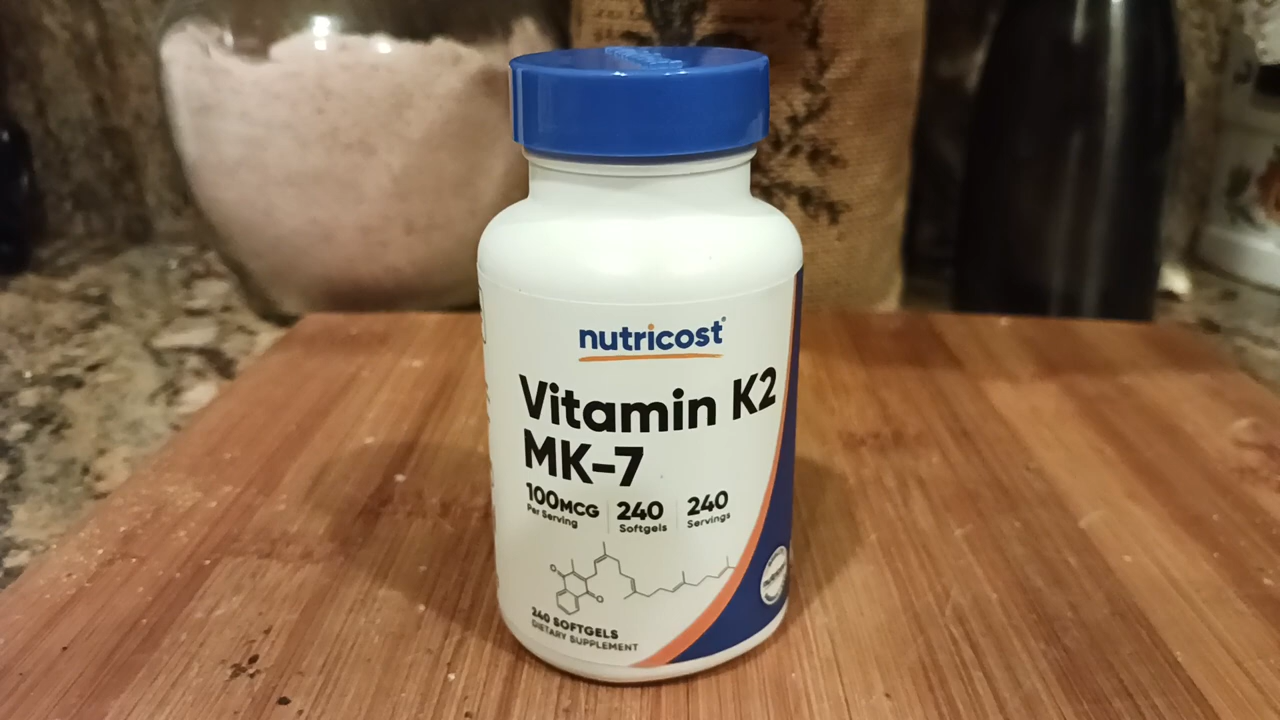 nutricost®
Vitamin K2
MK-7
100MCG
Per Serving
240
Softgels
240
Servings
240 SOFTGELS
DIETARY SUPPLEMENT